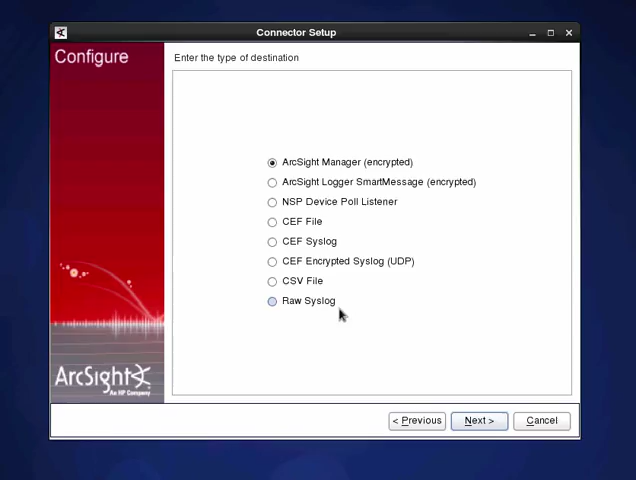 Connector Setup
Configure
Enter the type of destination
ArcSight Manager (encrypted)
ArcSight Logger SmartMessage (encrypted)
NSP Device Poll Listener
CEF File
CEF Syslog
CEF Encrypted Syslog (UDP)
CSV File
Raw Syslog
ArcSight
An HP Company
< Previous
Next >
Cancel